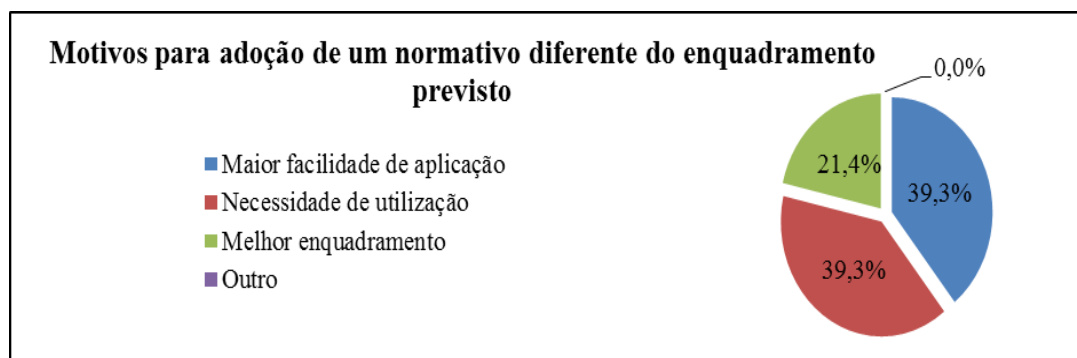 Motivos para adoção de um normativo diferente do enquadramento
previsto
0,0%
Maior facilidade de aplicação
Necessidade de utilização
Melhor enquadramento
Outro
21,4%
39,3%
39,3%